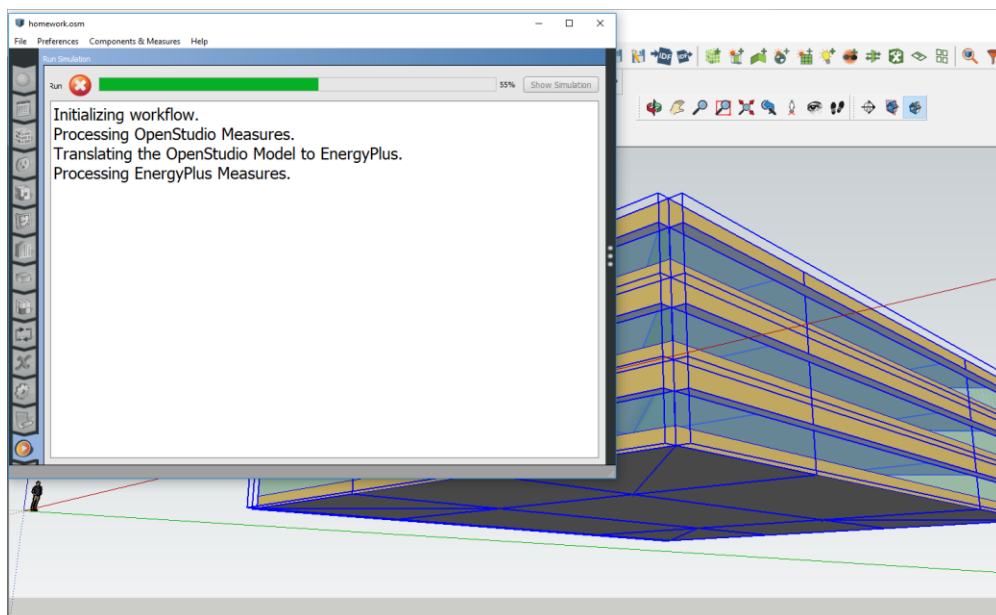 homework.osm
File Preferences Components & Measures Help
Run Simulation
Run 55% Show Simulation
Initializing workflow.
Processing OpenStudio Measures.
Translating the OpenStudio Model to EnergyPlus.
Processing EnergyPlus Measures.
IDF